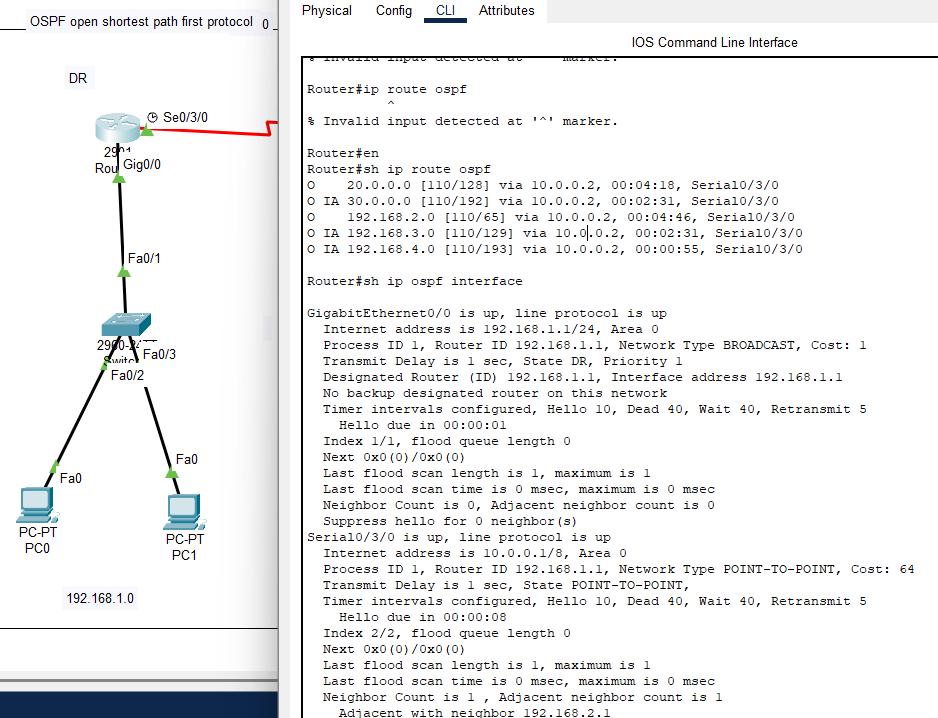 Physical Config CLI Attributes
OSPF open shortest path first protocol 0
IOS Command Line Interface
DR
Se0/3/0
Gig0/0
Fa0/1
Fa0/3
Fa0/2
Fa0
Fa0
PC-PT
PC0
PC-PT
PC1
192.168.1.0
% Invalid input detected at '^' marker.
Router#ip route ospf
^
% Invalid input detected at '^' marker.
Router#en
Router#sh ip route ospf
O 20.0.0.0 [110/128] via 10.0.0.2, 00:04:18, Serial0/3/0
O IA 30.0.0.0 [110/192] via 10.0.0.2, 00:02:31, Serial0/3/0
O 192.168.2.0 [110/65] via 10.0.0.2, 00:04:46, Serial0/3/0
O IA 192.168.3.0 [110/129] via 10.0.0.2, 00:02:31, Serial0/3/0
O IA 192.168.4.0 [110/193] via 10.0.0.2, 00:00:55, Serial0/3/0
Router#sh ip ospf interface
GigabitEthernet0/0 is up, line protocol is up
Internet address is 192.168.1.1/24, Area 0
Process ID 1, Router ID 192.168.1.1, Network Type BROADCAST, Cost: 1
Transmit Delay is 1 sec, State DR, Priority 1
Designated Router (ID) 192.168.1.1, Interface address 192.168.1.1
No backup designated router on this network
Timer intervals configured, Hello 10, Dead 40, Wait 40, Retransmit 5
Hello due in 00:00:01
Index 1/1, flood queue length 0
Next 0x0(0)/0x0(0)
Last flood scan length is 1, maximum is 1
Last flood scan time is 0 msec, maximum is 0 msec
Neighbor Count is 0, Adjacent neighbor count is 0
Suppress hello for 0 neighbor(s)
Serial0/3/0 is up, line protocol is up
Internet address is 10.0.0.1/8, Area 0
Process ID 1, Router ID 192.168.1.1, Network Type POINT-TO-POINT, Cost: 64
Transmit Delay is 1 sec, State POINT-TO-POINT,
Timer intervals configured, Hello 10, Dead 40, Wait 40, Retransmit 5
Hello due in 00:00:08
Index 2/2, flood queue length 0
Next 0x0(0)/0x0(0)
Last flood scan length is 1, maximum is 1
Last flood scan time is 0 msec, maximum is 0 msec
Neighbor Count is 1 , Adjacent neighbor count is 1
Adjacent with neighbor 192.168.2.1